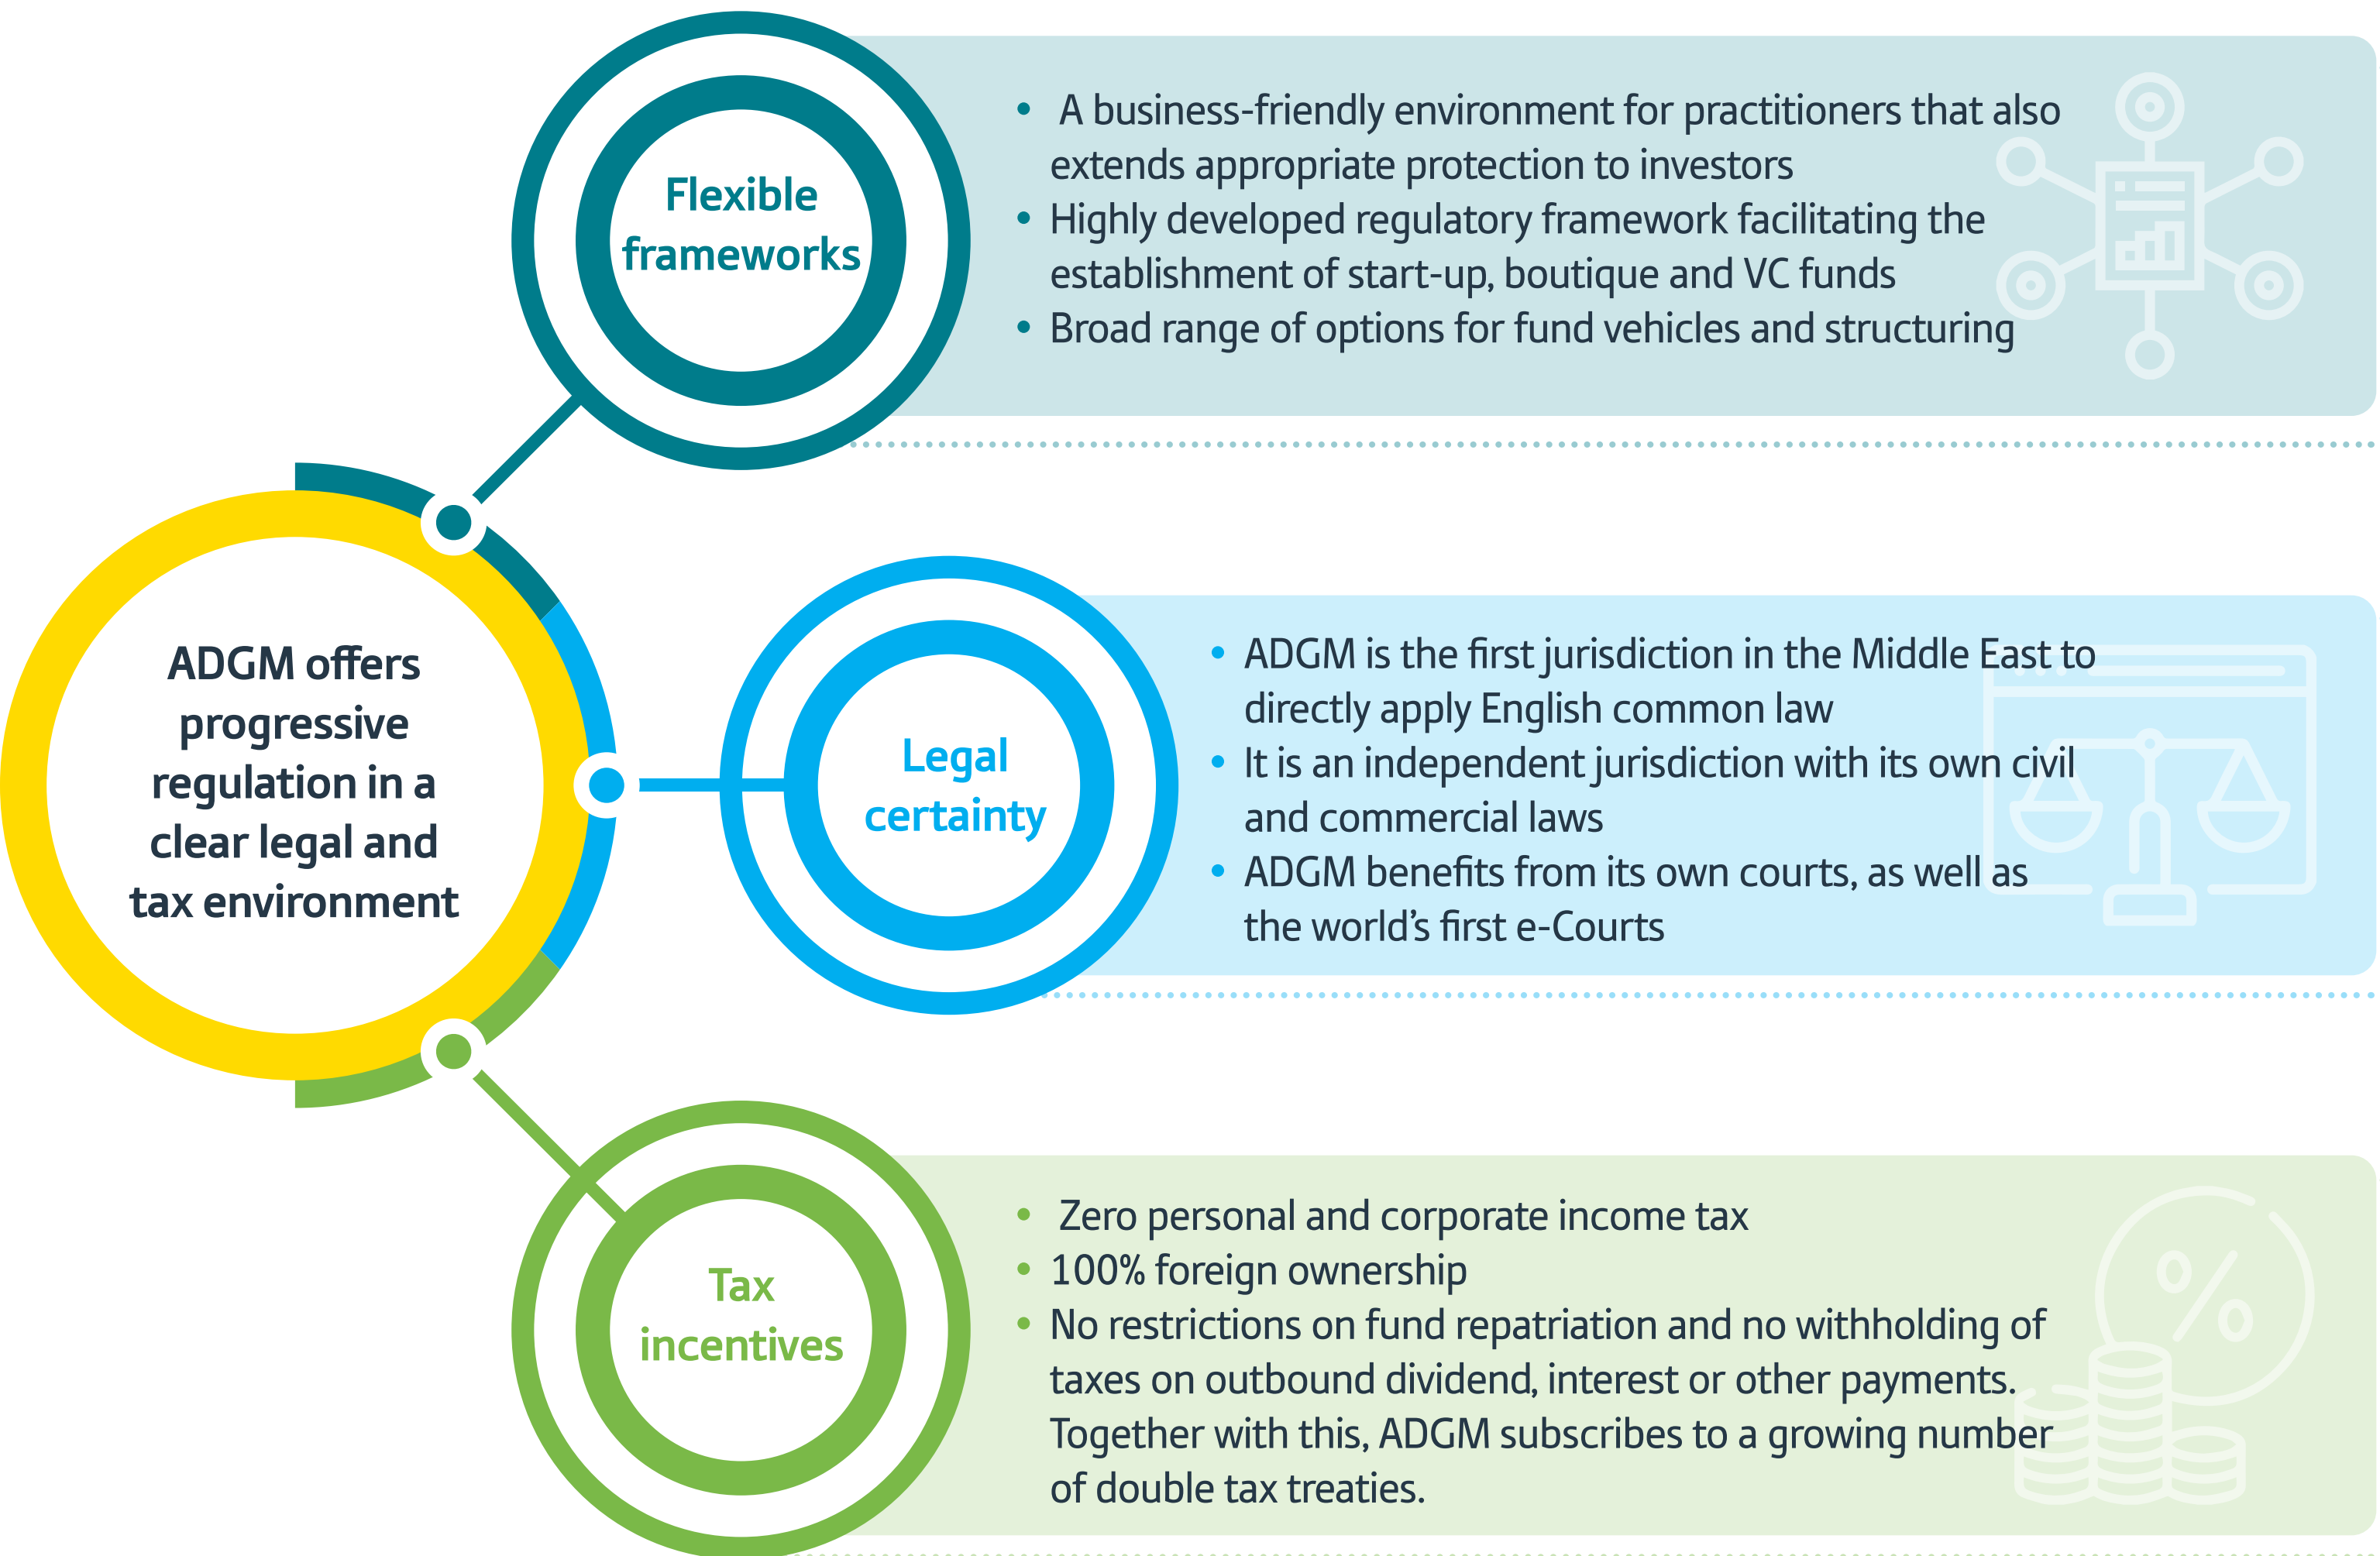 Flexible
frameworks
• A business-friendly environment for practitioners that also
extends appropriate protection to investors
• Highly developed regulatory framework facilitating the
establishment of start-up, boutique and VC funds
• Broad range of options for fund vehicles and structuring
ADGM offers
progressive
regulation in a
clear legal and
tax environment
Legal
certainty
• ADGM is the first jurisdiction in the Middle East to
directly apply English common law
• It is an independent jurisdiction with its own civil
and commercial laws
• ADGM benefits from its own courts, as well as
the world’s first e-Courts
Tax
incentives
• Zero personal and corporate income tax
• 100% foreign ownership
• No restrictions on fund repatriation and no withholding of
taxes on outbound dividend, interest or other payments.
Together with this, ADGM subscribes to a growing number
of double tax treaties.
%